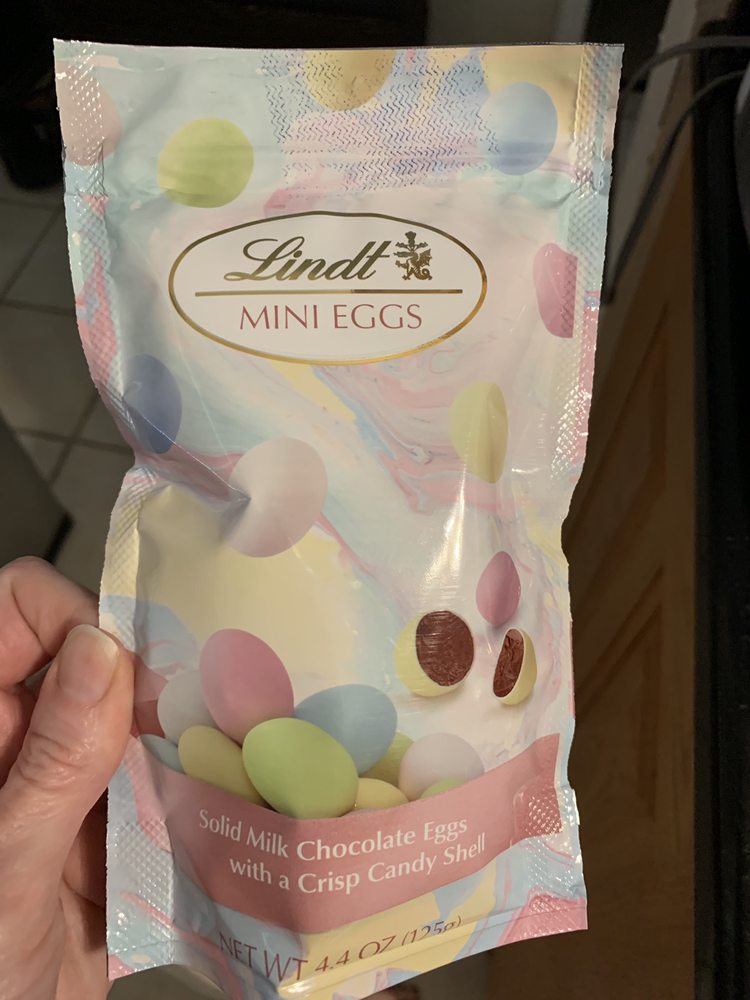 Lindt
MINI EGGS
Solid Milk Chocolate Eggs
with a Crisp Candy Shell
NET WT 4.4 OZ (125g)